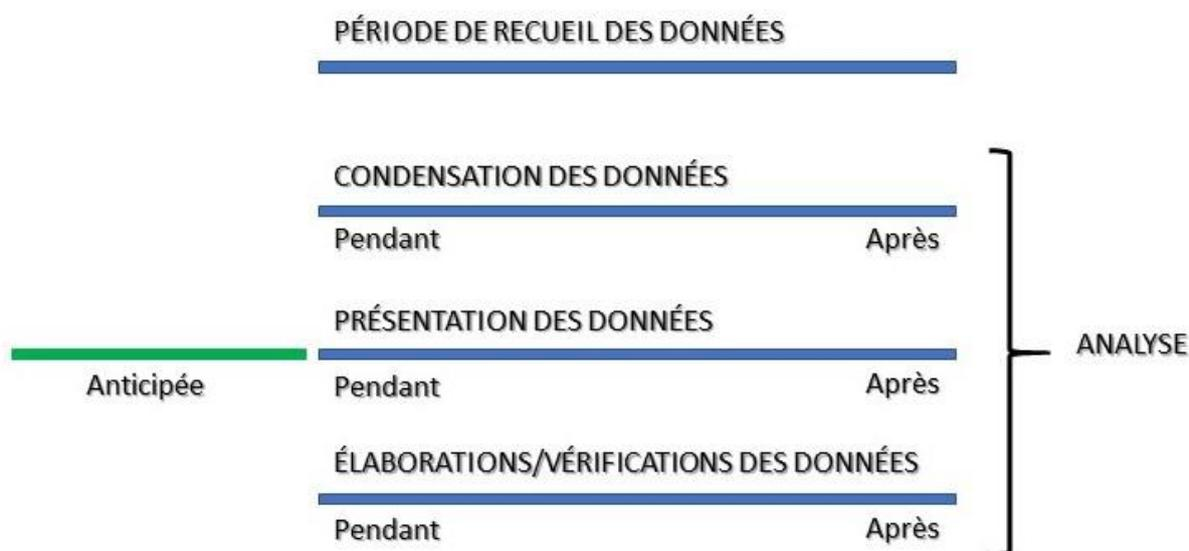 PÉRIODE DE RECUEIL DES DONNÉES
CONDENSATION DES DONNÉES
Pendant
Après
PRÉSENTATION DES DONNÉES
Anticipée
Pendant
Après
ANALYSE
ÉLABORATIONS/VÉRIFICATIONS DES DONNÉES
Pendant
Après